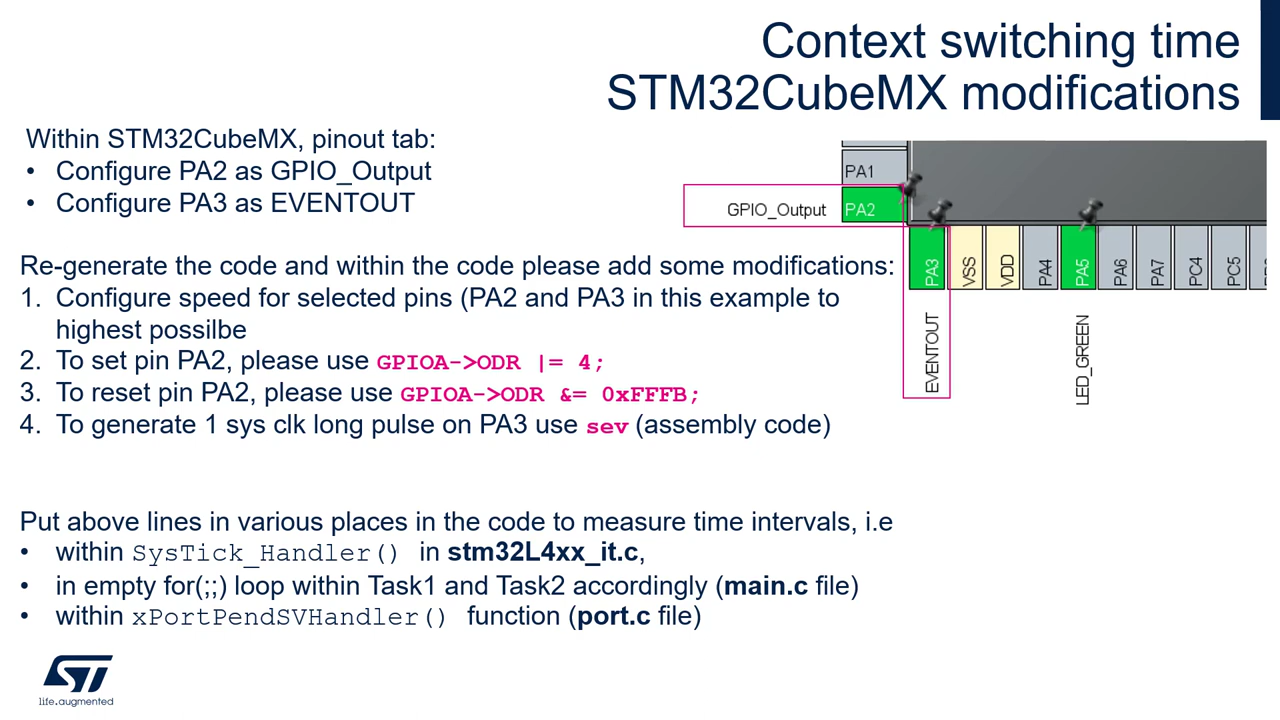 Context switching time
STM32CubeMX modifications
Within STM32CubeMX, pinout tab:
• Configure PA2 as GPIO_Output
• Configure PA3 as EVENTOUT
Re-generate the code and within the code please add some modifications:
1. Configure speed for selected pins (PA2 and PA3 in this example to
highest possilbe
2. To set pin PA2, please use GPIOA->ODR |= 4;
3. To reset pin PA2, please use GPIOA->ODR &= 0xFFFB;
4. To generate 1 sys clk long pulse on PA3 use sev (assembly code)
Put above lines in various places in the code to measure time intervals, i.e
• within SysTick_Handler() in stm32L4xx_it.c,
• in empty for(;;) loop within Task1 and Task2 accordingly (main.c file)
• within xPortPendSVHandler() function (port.c file)
PA1
GPIO_Output PA2
PA3 VSS VDD PA4 PA5 PA6 PA7 PC4 PC5
EVENTOUT
LED_GREEN
ST
life.augmented